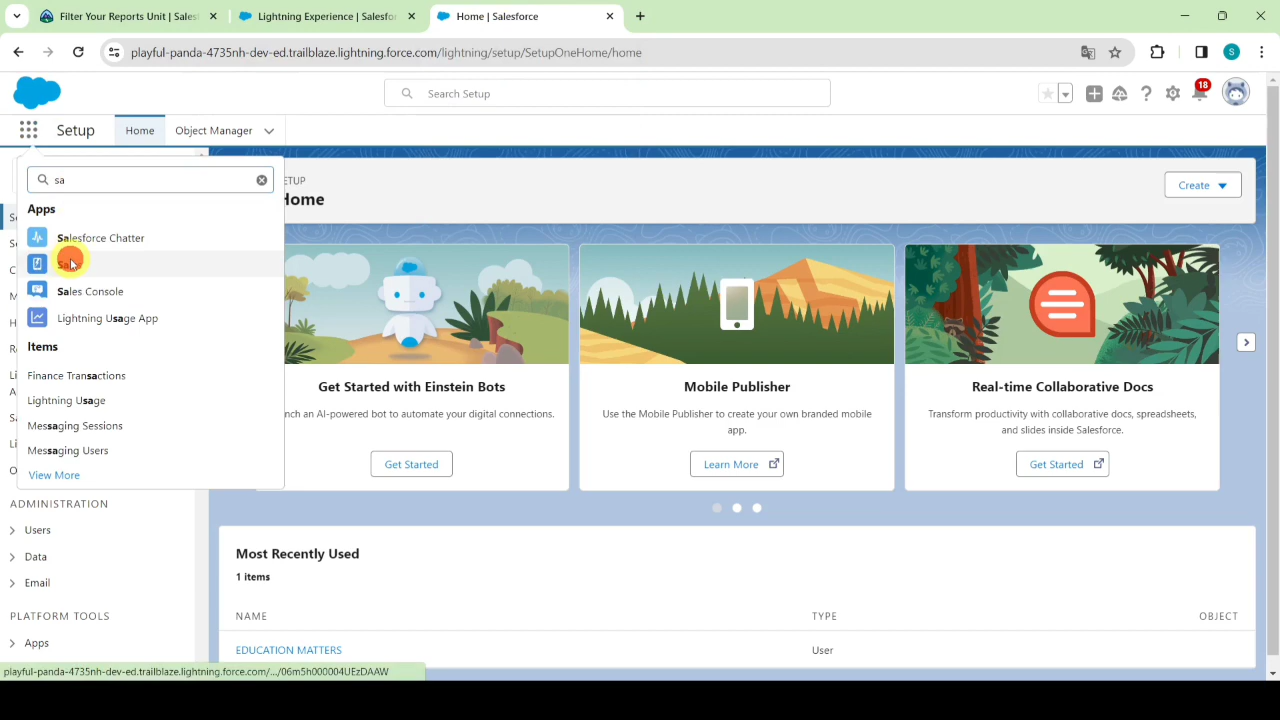 Filter Your Reports Unit | Sales
Lightning Experience | Salesfor
Home | Salesforce
playful-panda-4735nh-dev-ed.trailblaze.lightning.force.com/lightning/setup/SetupOneHome/home
S
Search Setup
18
Setup
Home
Object Manager
sa
SETUP
Home
Create
Apps
Salesforce Chatter
Sales Console
Lightning Usage App
Items
Finance Transactions
Lightning Usage
Messaging Sessions
Messaging Users
View More
Get Started with Einstein Bots
an AI-powered bot to automate your digital connections.
Get Started
Mobile Publisher
Use the Mobile Publisher to create your own branded mobile
app.
Learn More
Real-time Collaborative Docs
Transform productivity with collaborative docs, spreadsheets,
and slides inside Salesforce.
Get Started
ADMINISTRATION
Users
Data
Email
PLATFORM TOOLS
Apps
Most Recently Used
1 items
NAME
TYPE
OBJECT
EDUCATION MATTERS
User
playful-panda-4735nh-dev-ed.trailblaze.lightning.force.com/.../06m5h000004UEzDAAW